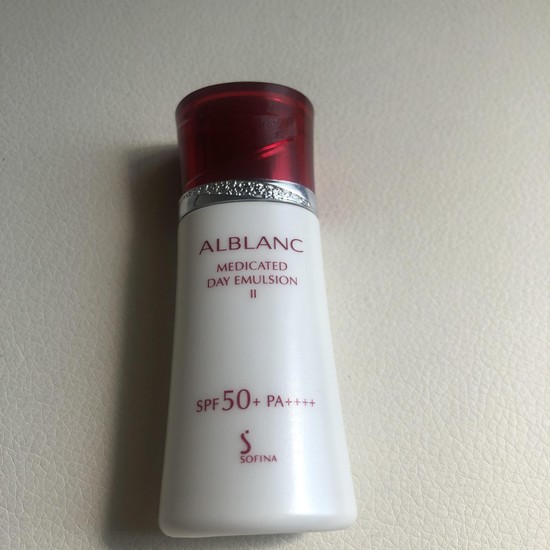 ALBLANC
MEDICATED
DAY EMULSION
II
SPF50+ PA++++
SOFINA